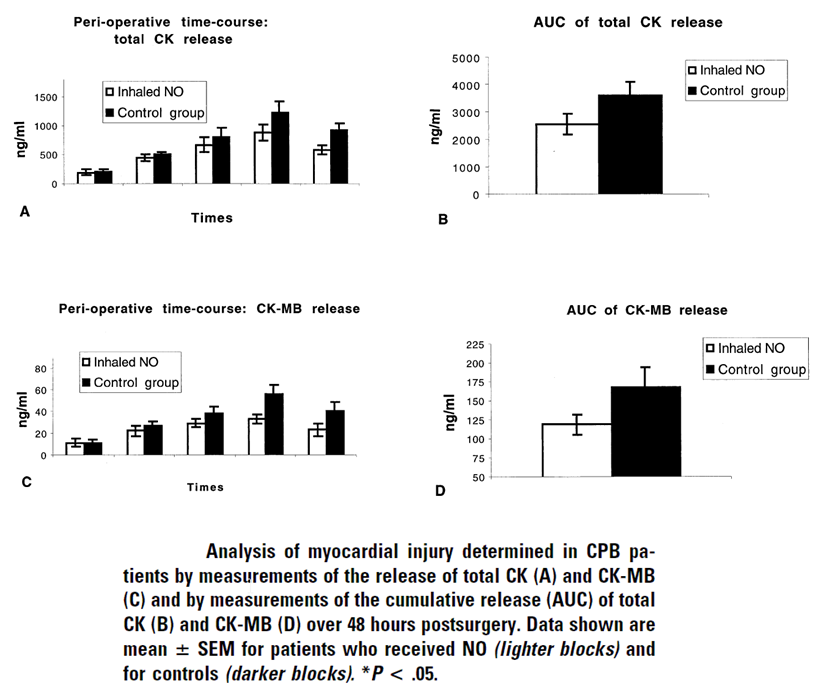 Peri-operative time-course:
total CK release
Inhaled NO
Control group
1500
1000
500
0
ng/ml
A
Times
AUC of total CK release
5000
4000
3000
2000
1000
0
ng/ml
Inhaled NO
Control group
B
Peri-operative time-course: CK-MB release
Inhaled NO
Control group
80
60
40
20
0
ng/ml
C
Times
AUC of CK-MB release
225
200
175
150
125
100
75
50
ng/ml
Inhaled NO
Control group
D
Analysis of myocardial injury determined in CPB pa-
tients by measurements of the release of total CK (A) and CK-MB
(C) and by measurements of the cumulative release (AUC) of total
CK (B) and CK-MB (D) over 48 hours postsurgery. Data shown are
mean ± SEM for patients who received NO (lighter blocks) and
for controls (darker blocks). *P < .05.